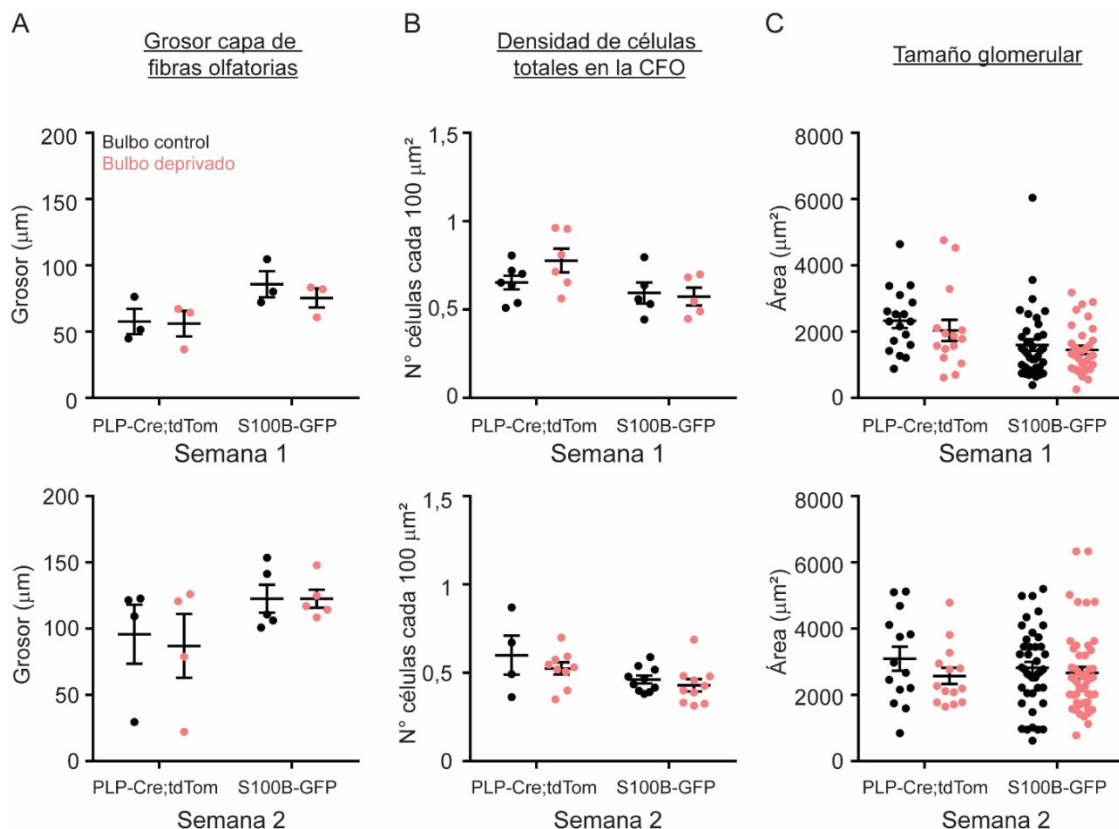 A
Grosor capa de
fibras olfatorias
B
Densidad de células
totales en la CFO
C
Tamaño glomerular
Grosor (μm)
200
150
100
50
0
Bulbo control
Bulbo deprivado
PLP-Cre;tdTom
S100B-GFP
Semana 1
N° células cada 100 μm²
1,5
1
0.5
0
PLP-Cre;tdTom
S100B-GFP
Semana 1
Área (μm²)
8000
6000
4000
2000
0
PLP-Cre;tdTom
S100B-GFP
Semana 1
Grosor (μm)
200
150
100
50
0
PLP-Cre;tdTom
S100B-GFP
Semana 2
N° células cada 100 μm²
1,5
1
0.5
0
PLP-Cre;tdTom
S100B-GFP
Semana 2
Área (μm²)
8000
6000
4000
2000
0
PLP-Cre;tdTom
S100B-GFP
Semana 2